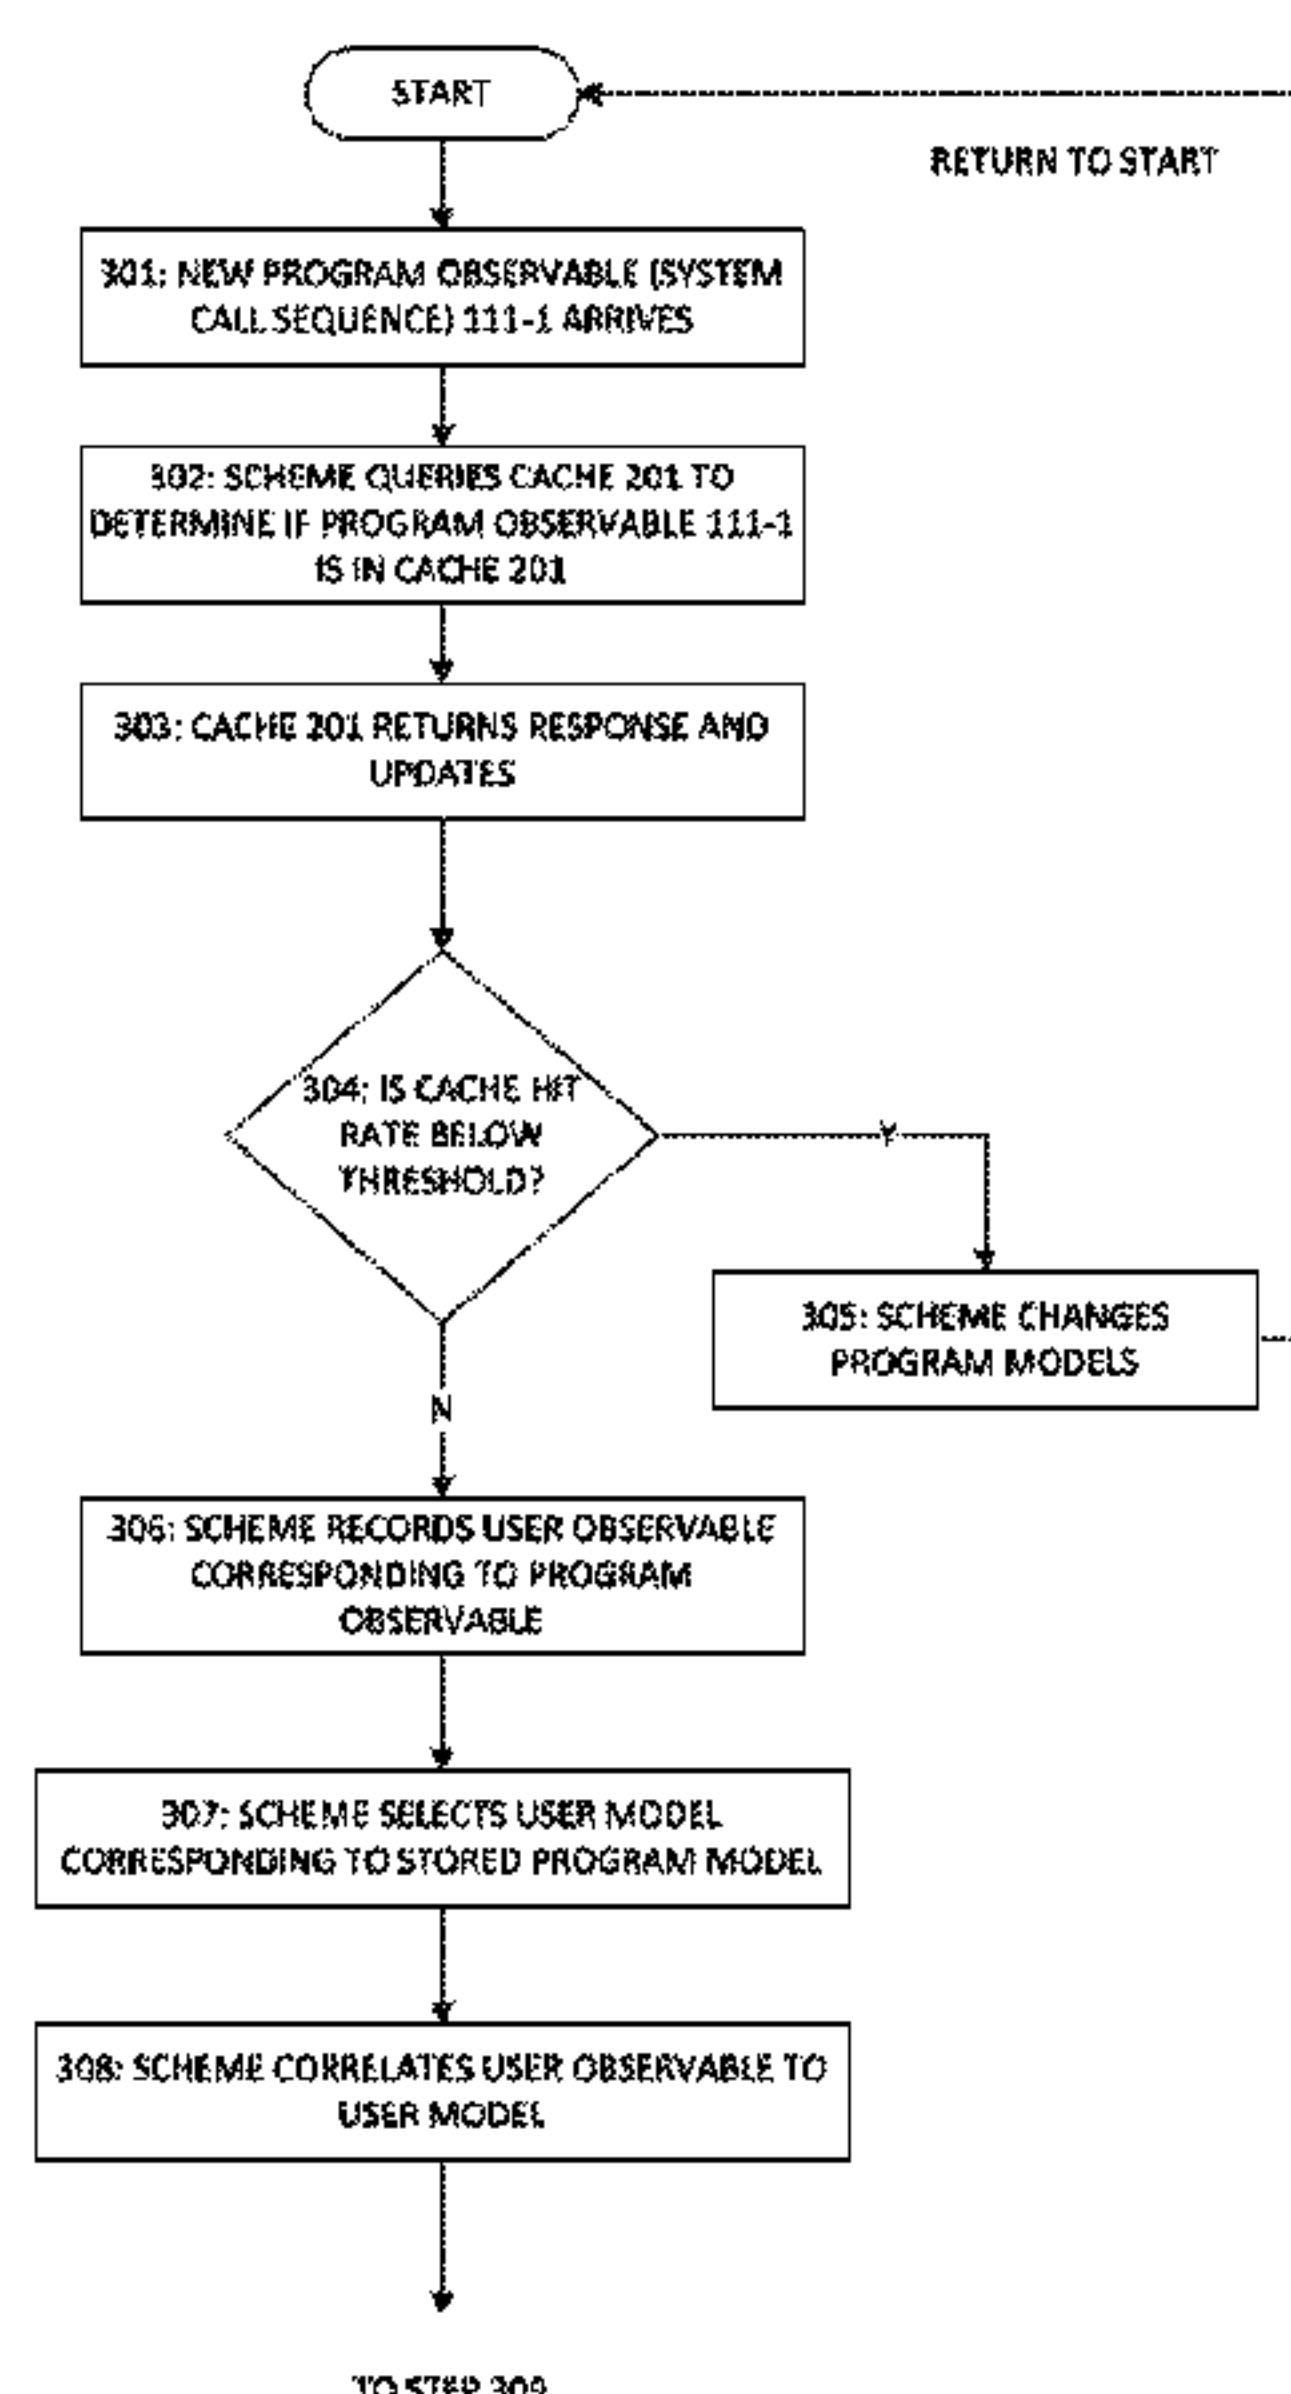 START
RETURN TO START
301: NEW PROGRAM OBSERVABLE (SYSTEM
CALL SEQUENCE) 111-1 ARRIVES
302: SCHEME QUERIES CACHE 201 TO
DETERMINE IF PROGRAM OBSERVABLE 111-1
IS IN CACHE 201
303: CACHE 201 RETURNS RESPONSE AND
UPDATES
304: IS CACHE HIT
RATE BELOW
THRESHOLD?
Y
305: SCHEME CHANGES
PROGRAM MODELS
N
306: SCHEME RECORDS USER OBSERVABLE
CORRESPONDING TO PROGRAM
OBSERVABLE
307: SCHEME SELECTS USER MODEL
CORRESPONDING TO STORED PROGRAM MODEL
308: SCHEME CORRELATES USER OBSERVABLE TO
USER MODEL
TO STEP 309